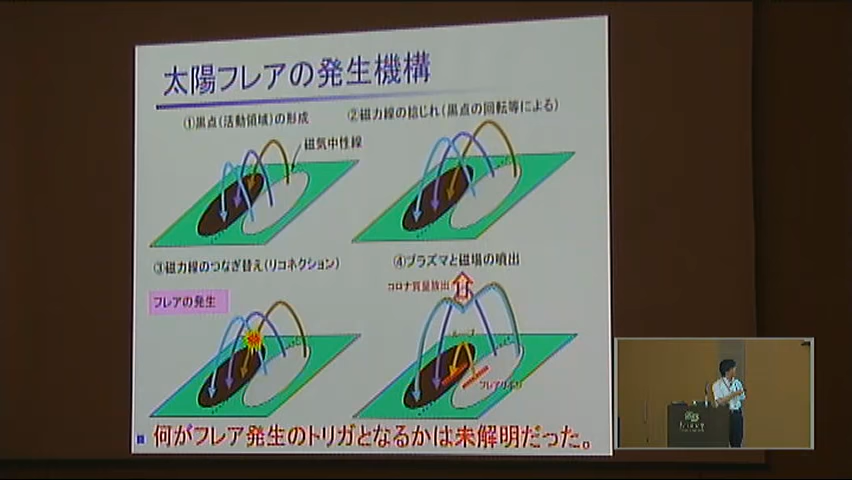 太陽フレアの発生機構
①黒点(活動領域)の形成
②磁力線の捻じれ(黒点の回転等による)
磁気中性線
③磁力線のつなぎ替え(リコネクション)
④プラズマと磁場の噴出
フレアの発生
コロナ質量放出
ループ
フレアリボン
何がフレア発生のトリガとなるかは未解明だった。